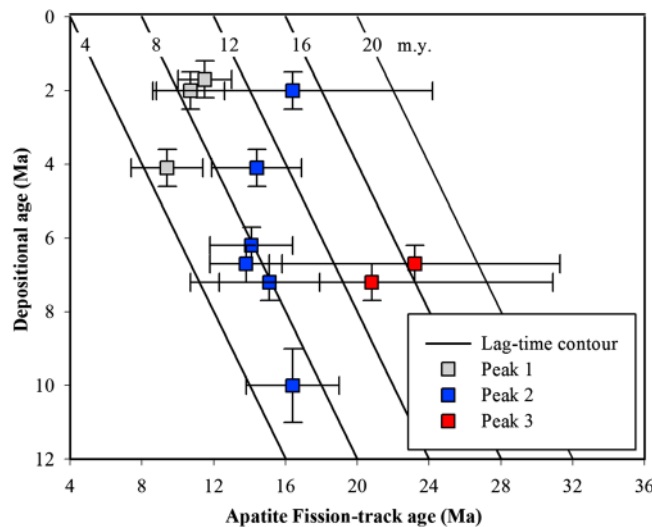 0
4 8 12 16 20 m.y.
2
4
6
8
10
12
Depositional age (Ma)
Lag-time contour
Peak 1
Peak 2
Peak 3
4 8 12 16 20 24 28 32 36
Apatite Fission-track age (Ma)